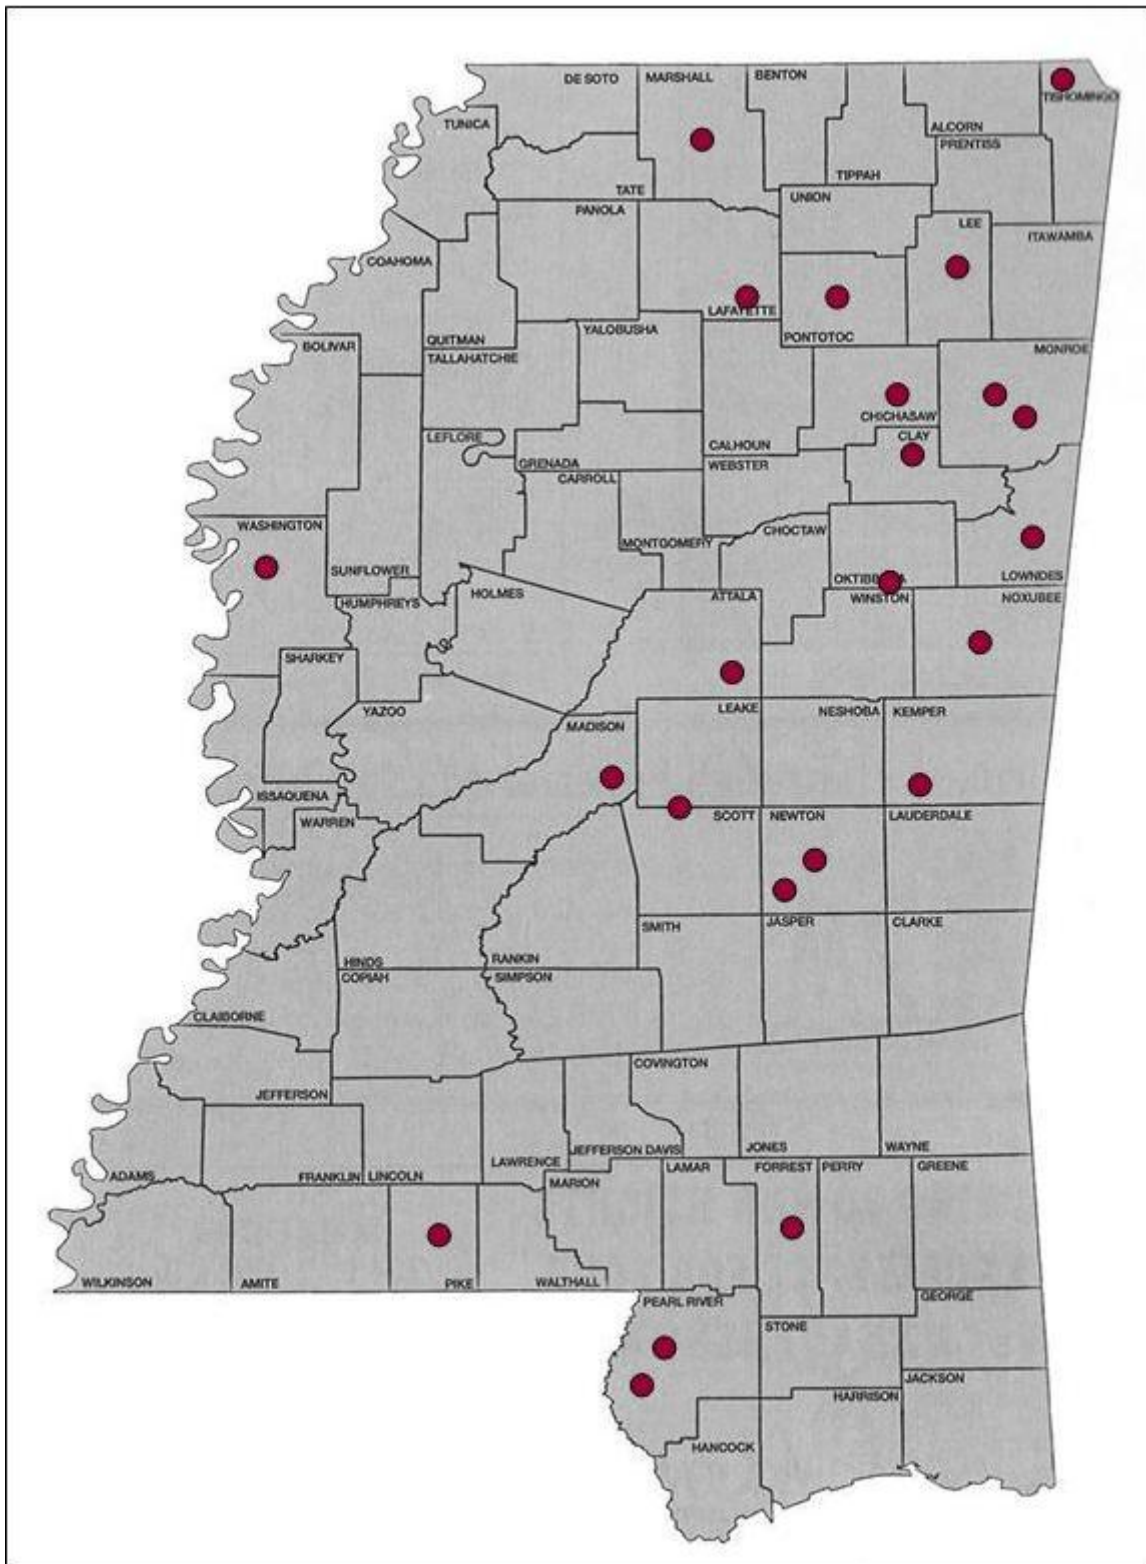 DE SOTO
MARSHALL
BENTON
TISHOMINGO
TUNICA
ALCORN
PRENTISS
TIPPAH
TATE
UNION
PANOLA
LEE
ITAWAMBA
COAHOMA
LAFAYETTE
YALOBUSHA
PONTOTOC
QUITMAN
BOLIVAR
TALLAHATCHIE
MONROE
CHICHASAW
LEFLORE
CLAY
CALHOUN
GRENADA
WEBSTER
CARROLL
WASHINGTON
CHOCTAW
MONTGOMERY
SUNFLOWER
LOWNDES
HOLMES
ATTALA
WINSTON
NOXUBEE
HUMPHREYS
SHARKEY
YAZOO
LEAKE
NESHOBA
KEMPER
MADISON
ISSAQUENA
WARREN
SCOTT
NEWTON
LAUDERDALE
SMITH
JASPER
CLARKE
HINDS
RANKIN
COPIAH
SIMPSON
CLAIBORNE
COVINGTON
JEFFERSON
JEFFERSON DAVIS
JONES
WAYNE
LAWRENCE
ADAMS
FRANKLIN
LINCOLN
MARION
LAMAR
FORREST
PERRY
GREENE
WILKINSON
AMITE
PIKE
WALTHALL
PEARL RIVER
GEORGE
STONE
JACKSON
HARRISON
HANCOCK